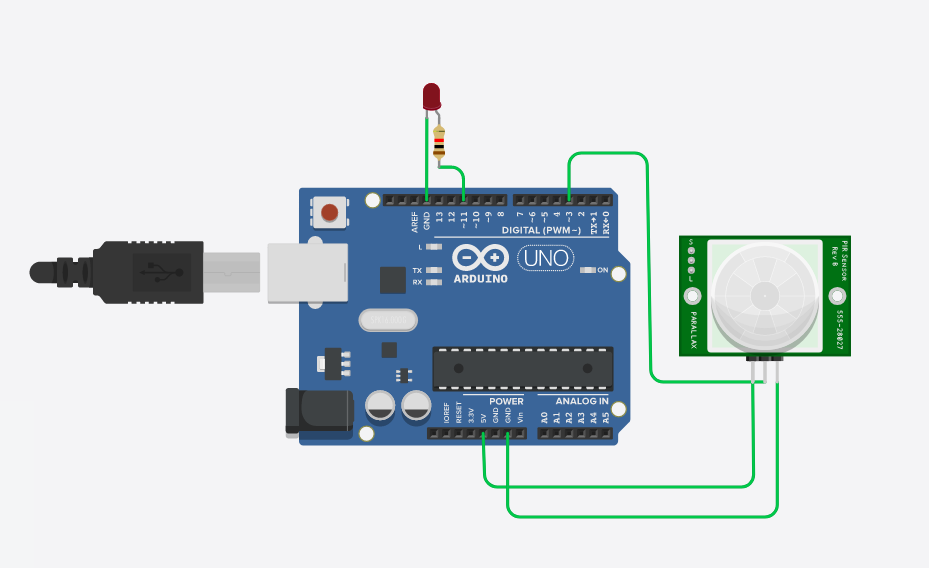 AREF
GND
13
12
~11
~10
~9
8
7
~6
~5
4
~3
2
TX→1
RX←0
DIGITAL (PWM~)
L
TX
RX
ARDUINO
UNO
ON
IOREF
RESET
3.3V
5V
GND
GND
Vin
POWER
ANALOG IN
A0
A1
A2
A3
A4
A5
S
L
PARALLAX
PIR SENSOR
Rev B
555-28027